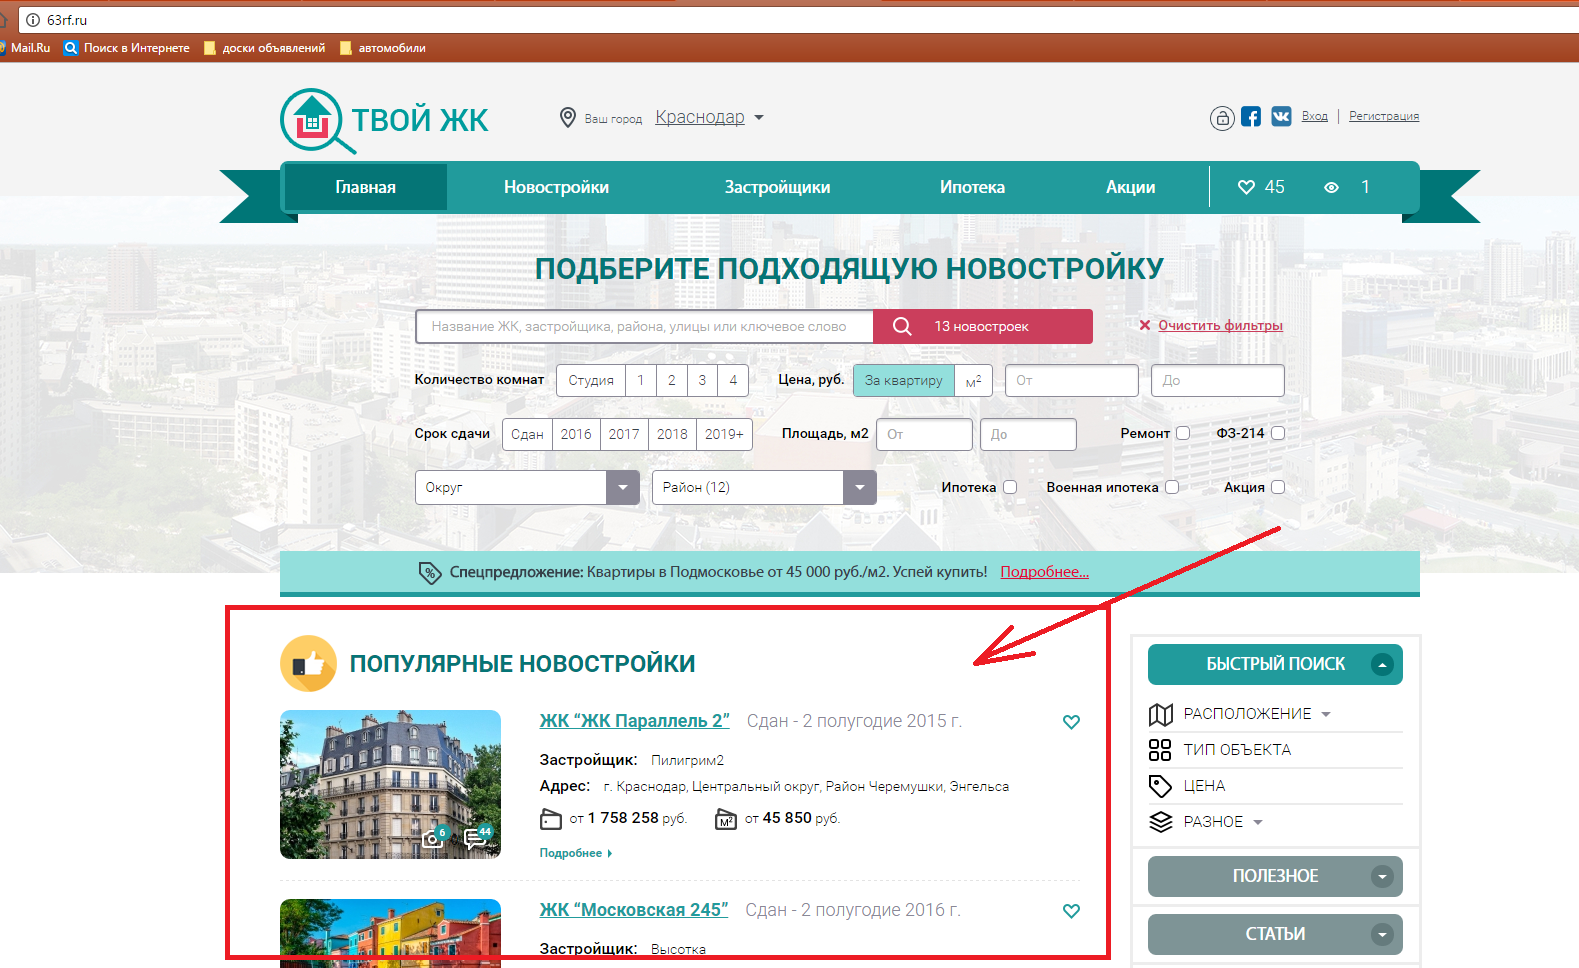 63rf.ru
Mail.Ru Поиск в Интернете доски объявлений автомобили
ТВОЙ ЖК Ваш город Краснодар Вход | Регистрация
Главная Новостройки Застройщики Ипотека Акции 45 1
ПОДБЕРИТЕ ПОДХОДЯЩУЮ НОВОСТРОЙКУ
Название ЖК, застройщика, района, улицы или ключевое слово 13 новостроек Очистить фильтры
Количество комнат Студия 1 2 3 4 Цена, руб. За квартиру м² От До
Срок сдачи Сдан 2016 2017 2018 2019+ Площадь, м2 От До Ремонт ФЗ-214
Округ Район (12) Ипотека Военная ипотека Акция
% Спецпредложение: Квартиры в Подмосковье от 45 000 руб./м2. Успей купить! Подробнее...
ПОПУЛЯРНЫЕ НОВОСТРОЙКИ
ЖК “ЖК Параллель 2” Сдан - 2 полугодие 2015 г.
Застройщик: Пилигрим2
Адрес: г. Краснодар, Центральный округ, Район Черемушки, Энгельса
от 1 758 258 руб. М² от 45 850 руб.
6 44
Подробнее
ЖК “Московская 245” Сдан - 2 полугодие 2016 г.
Застройщик: Высотка
БЫСТРЫЙ ПОИСК
РАСПОЛОЖЕНИЕ
ТИП ОБЪЕКТА
ЦЕНА
РАЗНОЕ
ПОЛЕЗНОЕ
СТАТЬИ